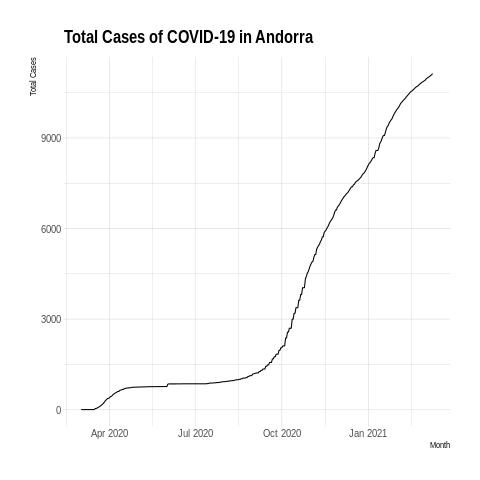 Total Cases of COVID-19 in Andorra
Total Cases
9000
6000
3000
0
Apr 2020 Jul 2020 Oct 2020 Jan 2021
Month